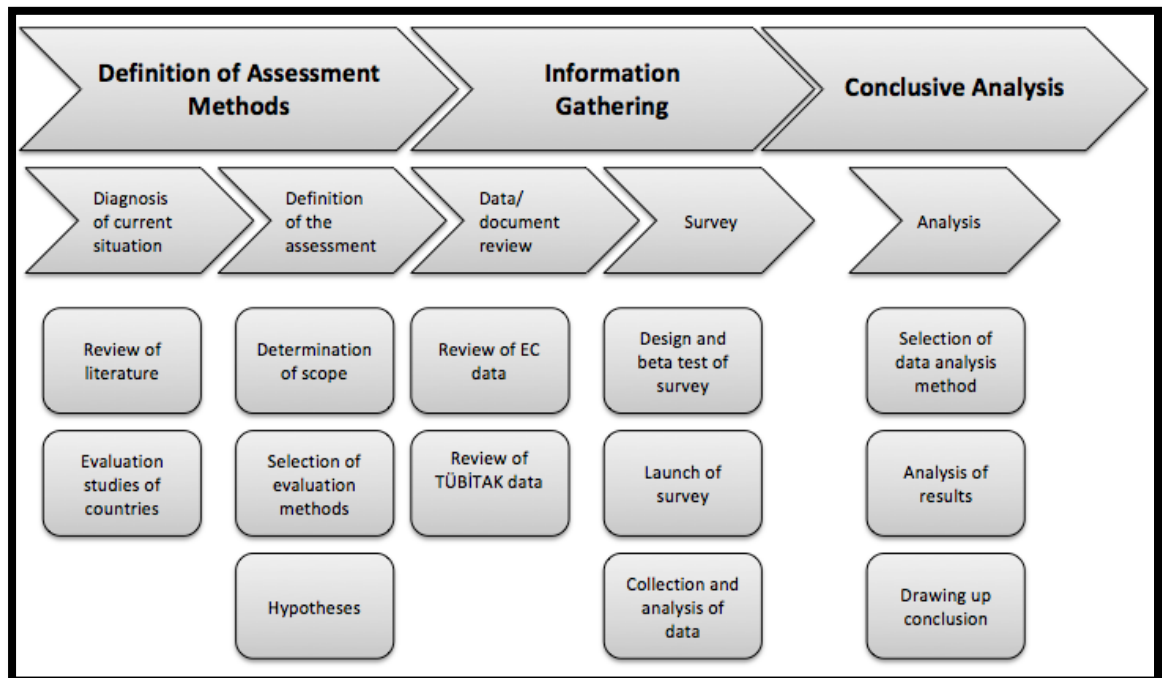 Definition of Assessment
Methods
Information
Gathering
Conclusive Analysis
Diagnosis
of current
situation
Definition
of the
assessment
Data/
document
review
Survey
Analysis
Review of
literature
Determination
of scope
Review of EC
data
Design and
beta test of
survey
Selection of
data analysis
method
Evaluation
studies of
countries
Selection of
evaluation
methods
Review of
TÜBİTAK data
Launch of
survey
Analysis of
results
Hypotheses
Collection and
analysis of
data
Drawing up
conclusion